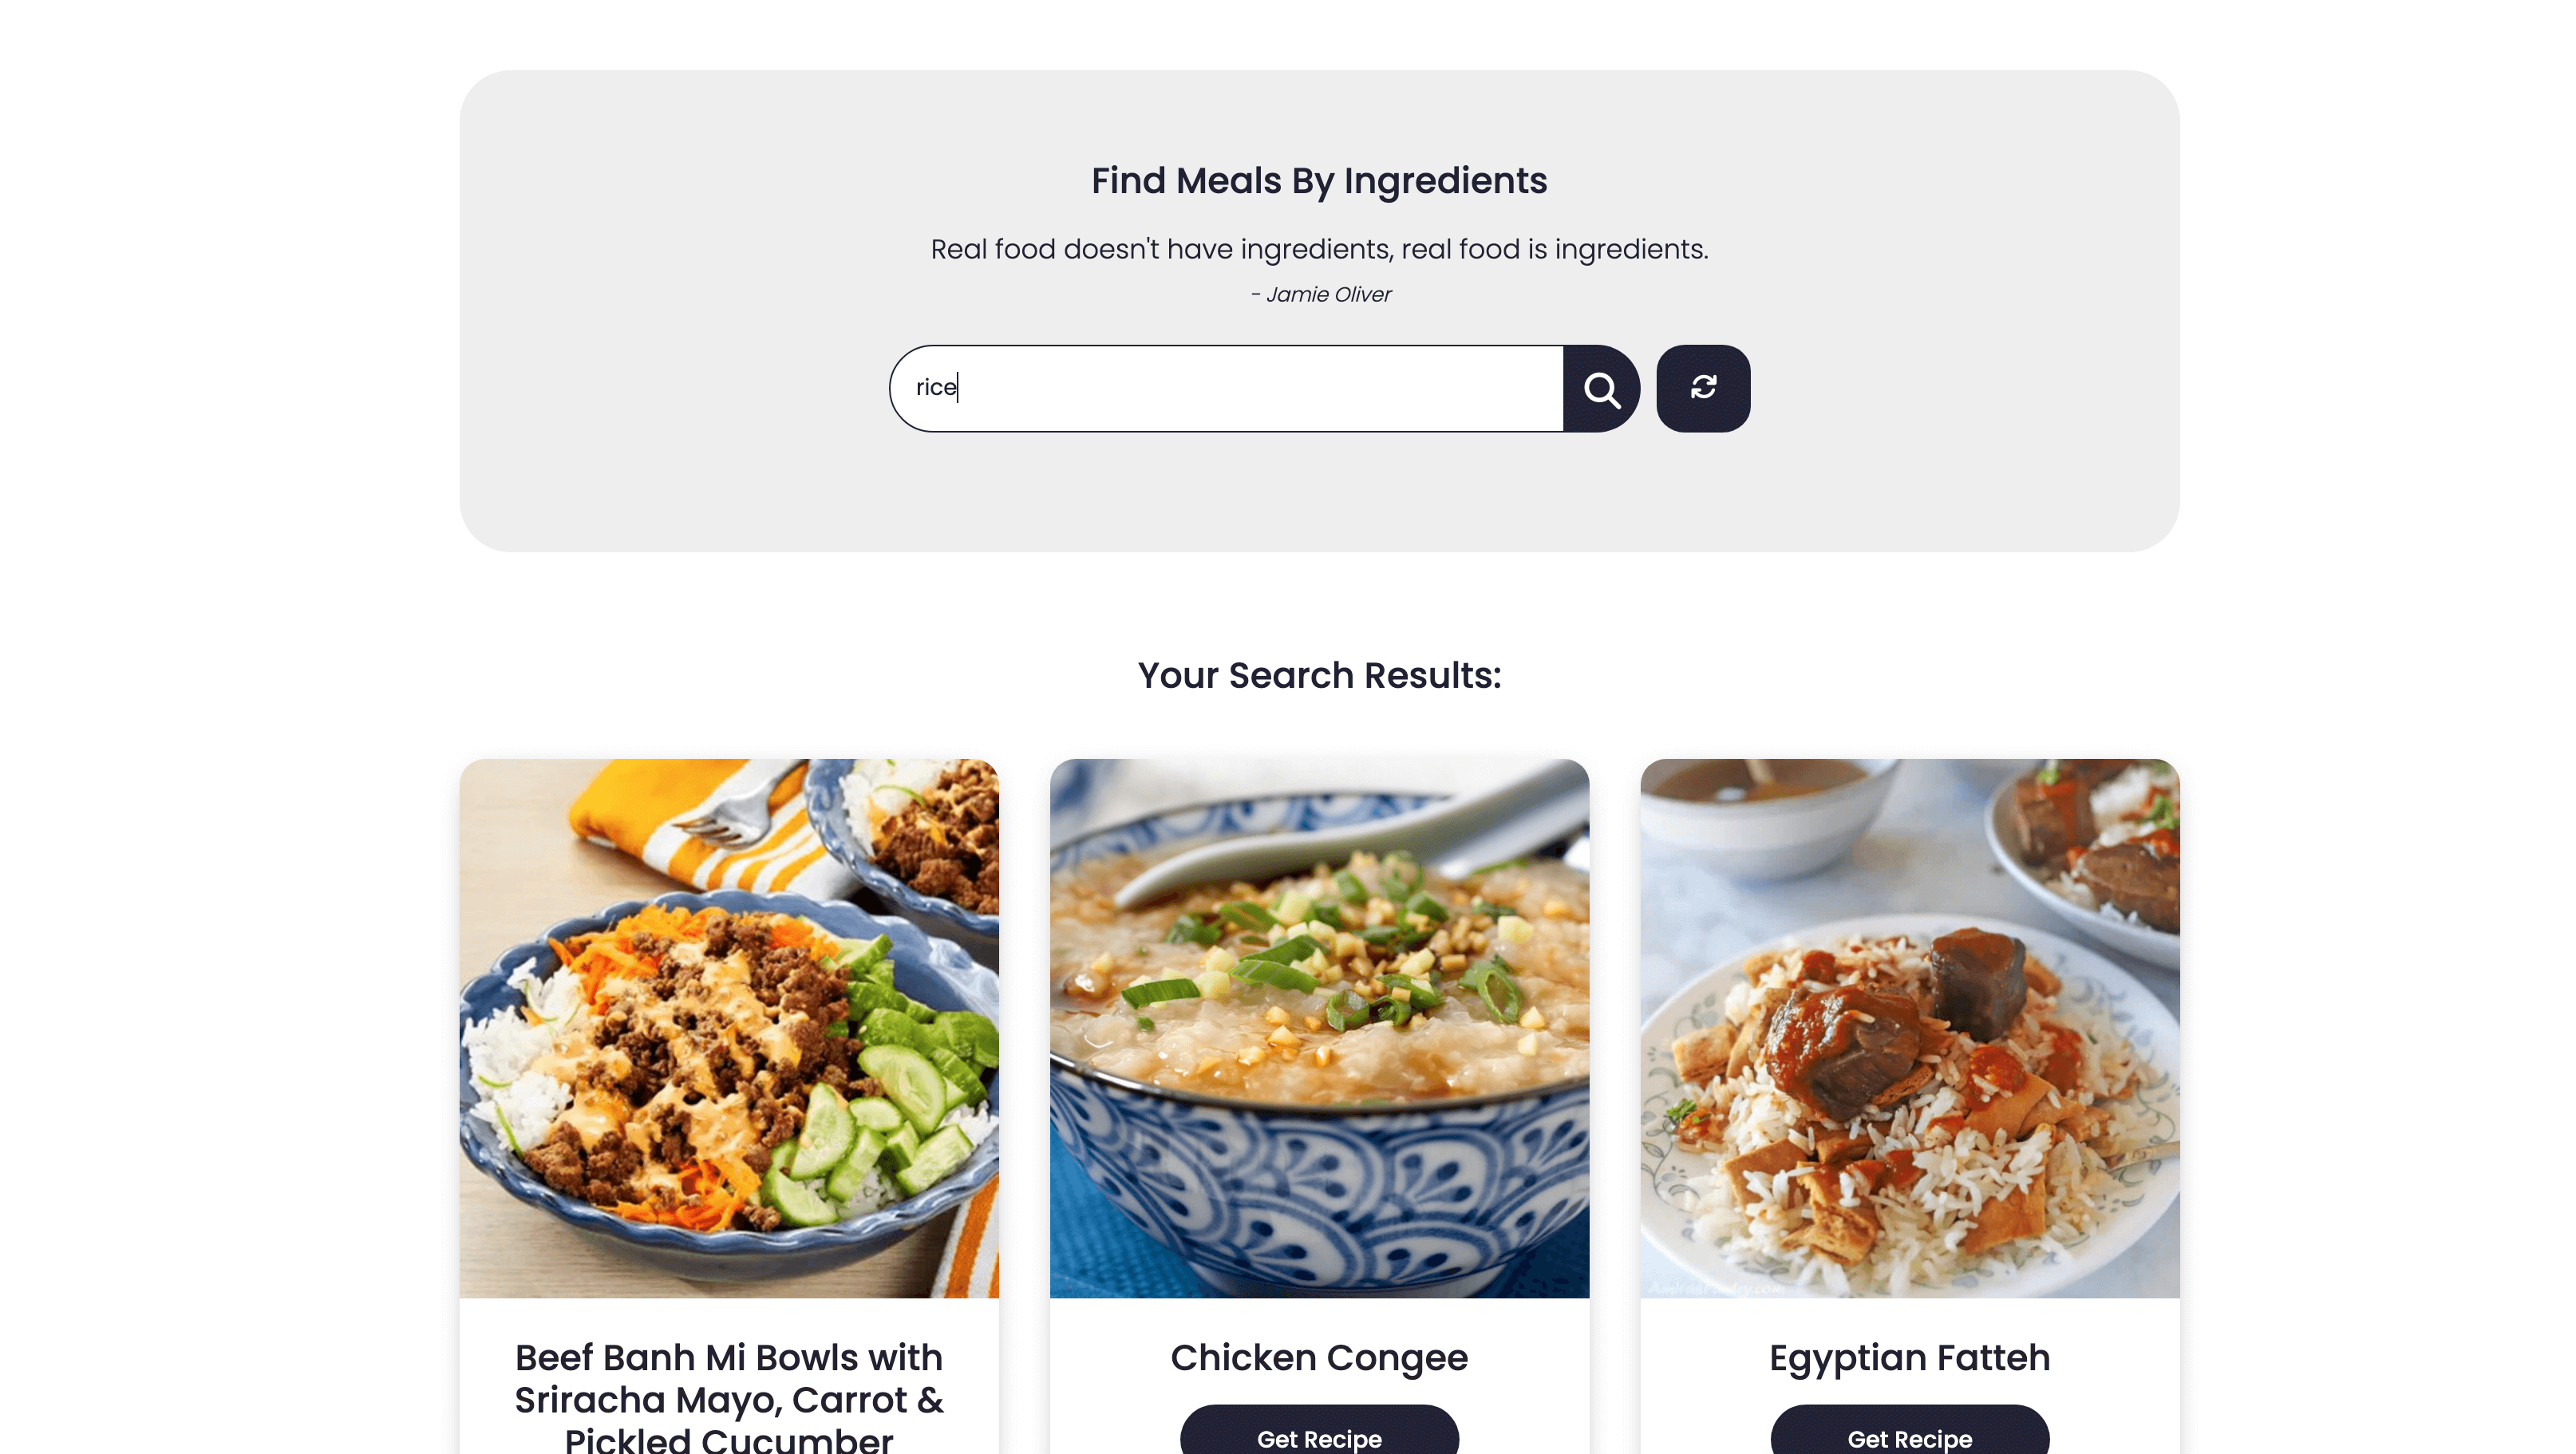 Find Meals By Ingredients
Real food doesn't have ingredients, real food is ingredients.
- Jamie Oliver
rice
Your Search Results:
Beef Banh Mi Bowls with
Sriracha Mayo, Carrot &
Pickled Cucumber
Chicken Congee
Get Recipe
Egyptian Fatteh
Get Recipe